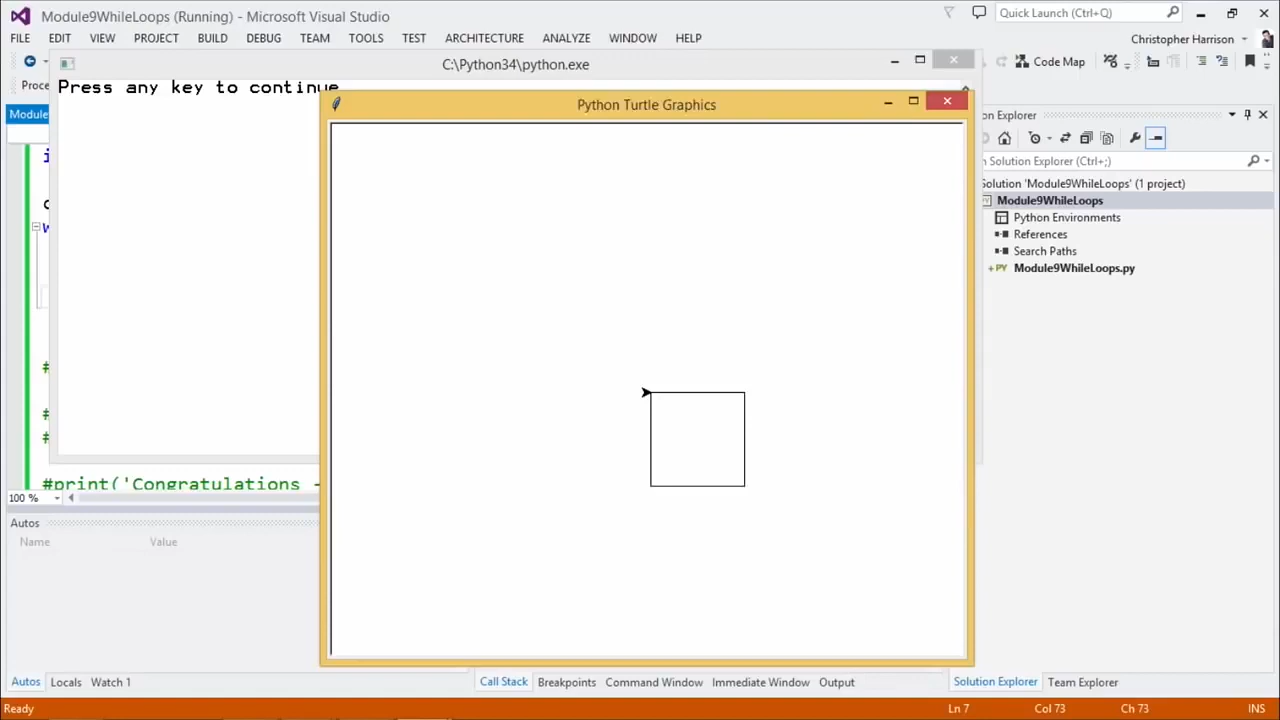 Module9WhileLoops (Running) - Microsoft Visual Studio
Quick Launch (Ctrl+Q)
FILE EDIT VIEW PROJECT BUILD DEBUG TEAM TOOLS TEST ARCHITECTURE ANALYZE WINDOW HELP
Christopher Harrison
C:\Python34\python.exe
Code Map
Proce
Press any key to continue
Python Turtle Graphics
Module
on Explorer
h Solution Explorer (Ctrl+;)
Solution 'Module9WhileLoops' (1 project)
Module9WhileLoops
Python Environments
References
Search Paths
PY Module9WhileLoops.py
#
#
#
#print('Congratulations -
100 %
Autos
Name Value
Autos Locals Watch 1
Call Stack Breakpoints Command Window Immediate Window Output
Solution Explorer Team Explorer
Ready
Ln 7 Col 73 Ch 73 INS